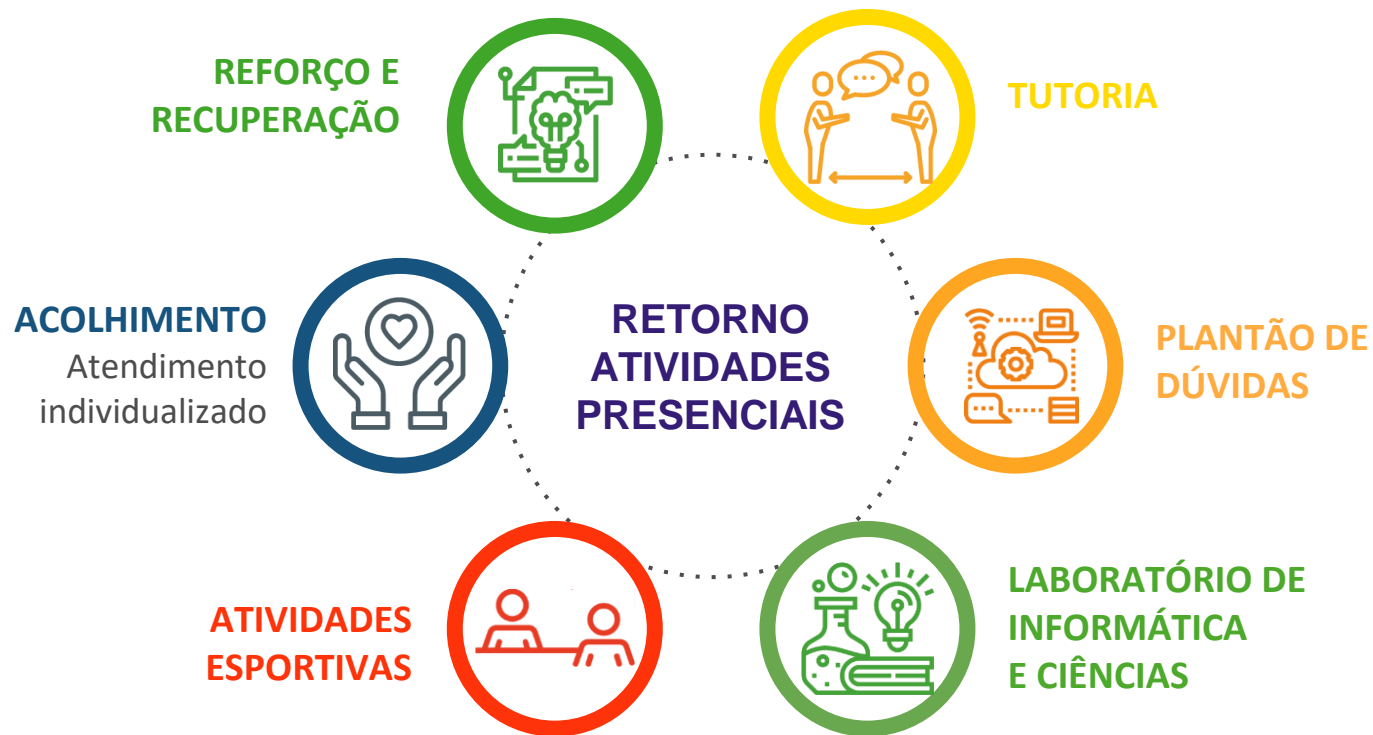 REFORÇO E
RECUPERAÇÃO
TUTORIA
ACOLHIMENTO
Atendimento
individualizado
RETORNO
ATIVIDADES
PRESENCIAIS
PLANTÃO DE
DÚVIDAS
ATIVIDADES
ESPORTIVAS
LABORATÓRIO DE
INFORMÁTICA
E CIÊNCIAS